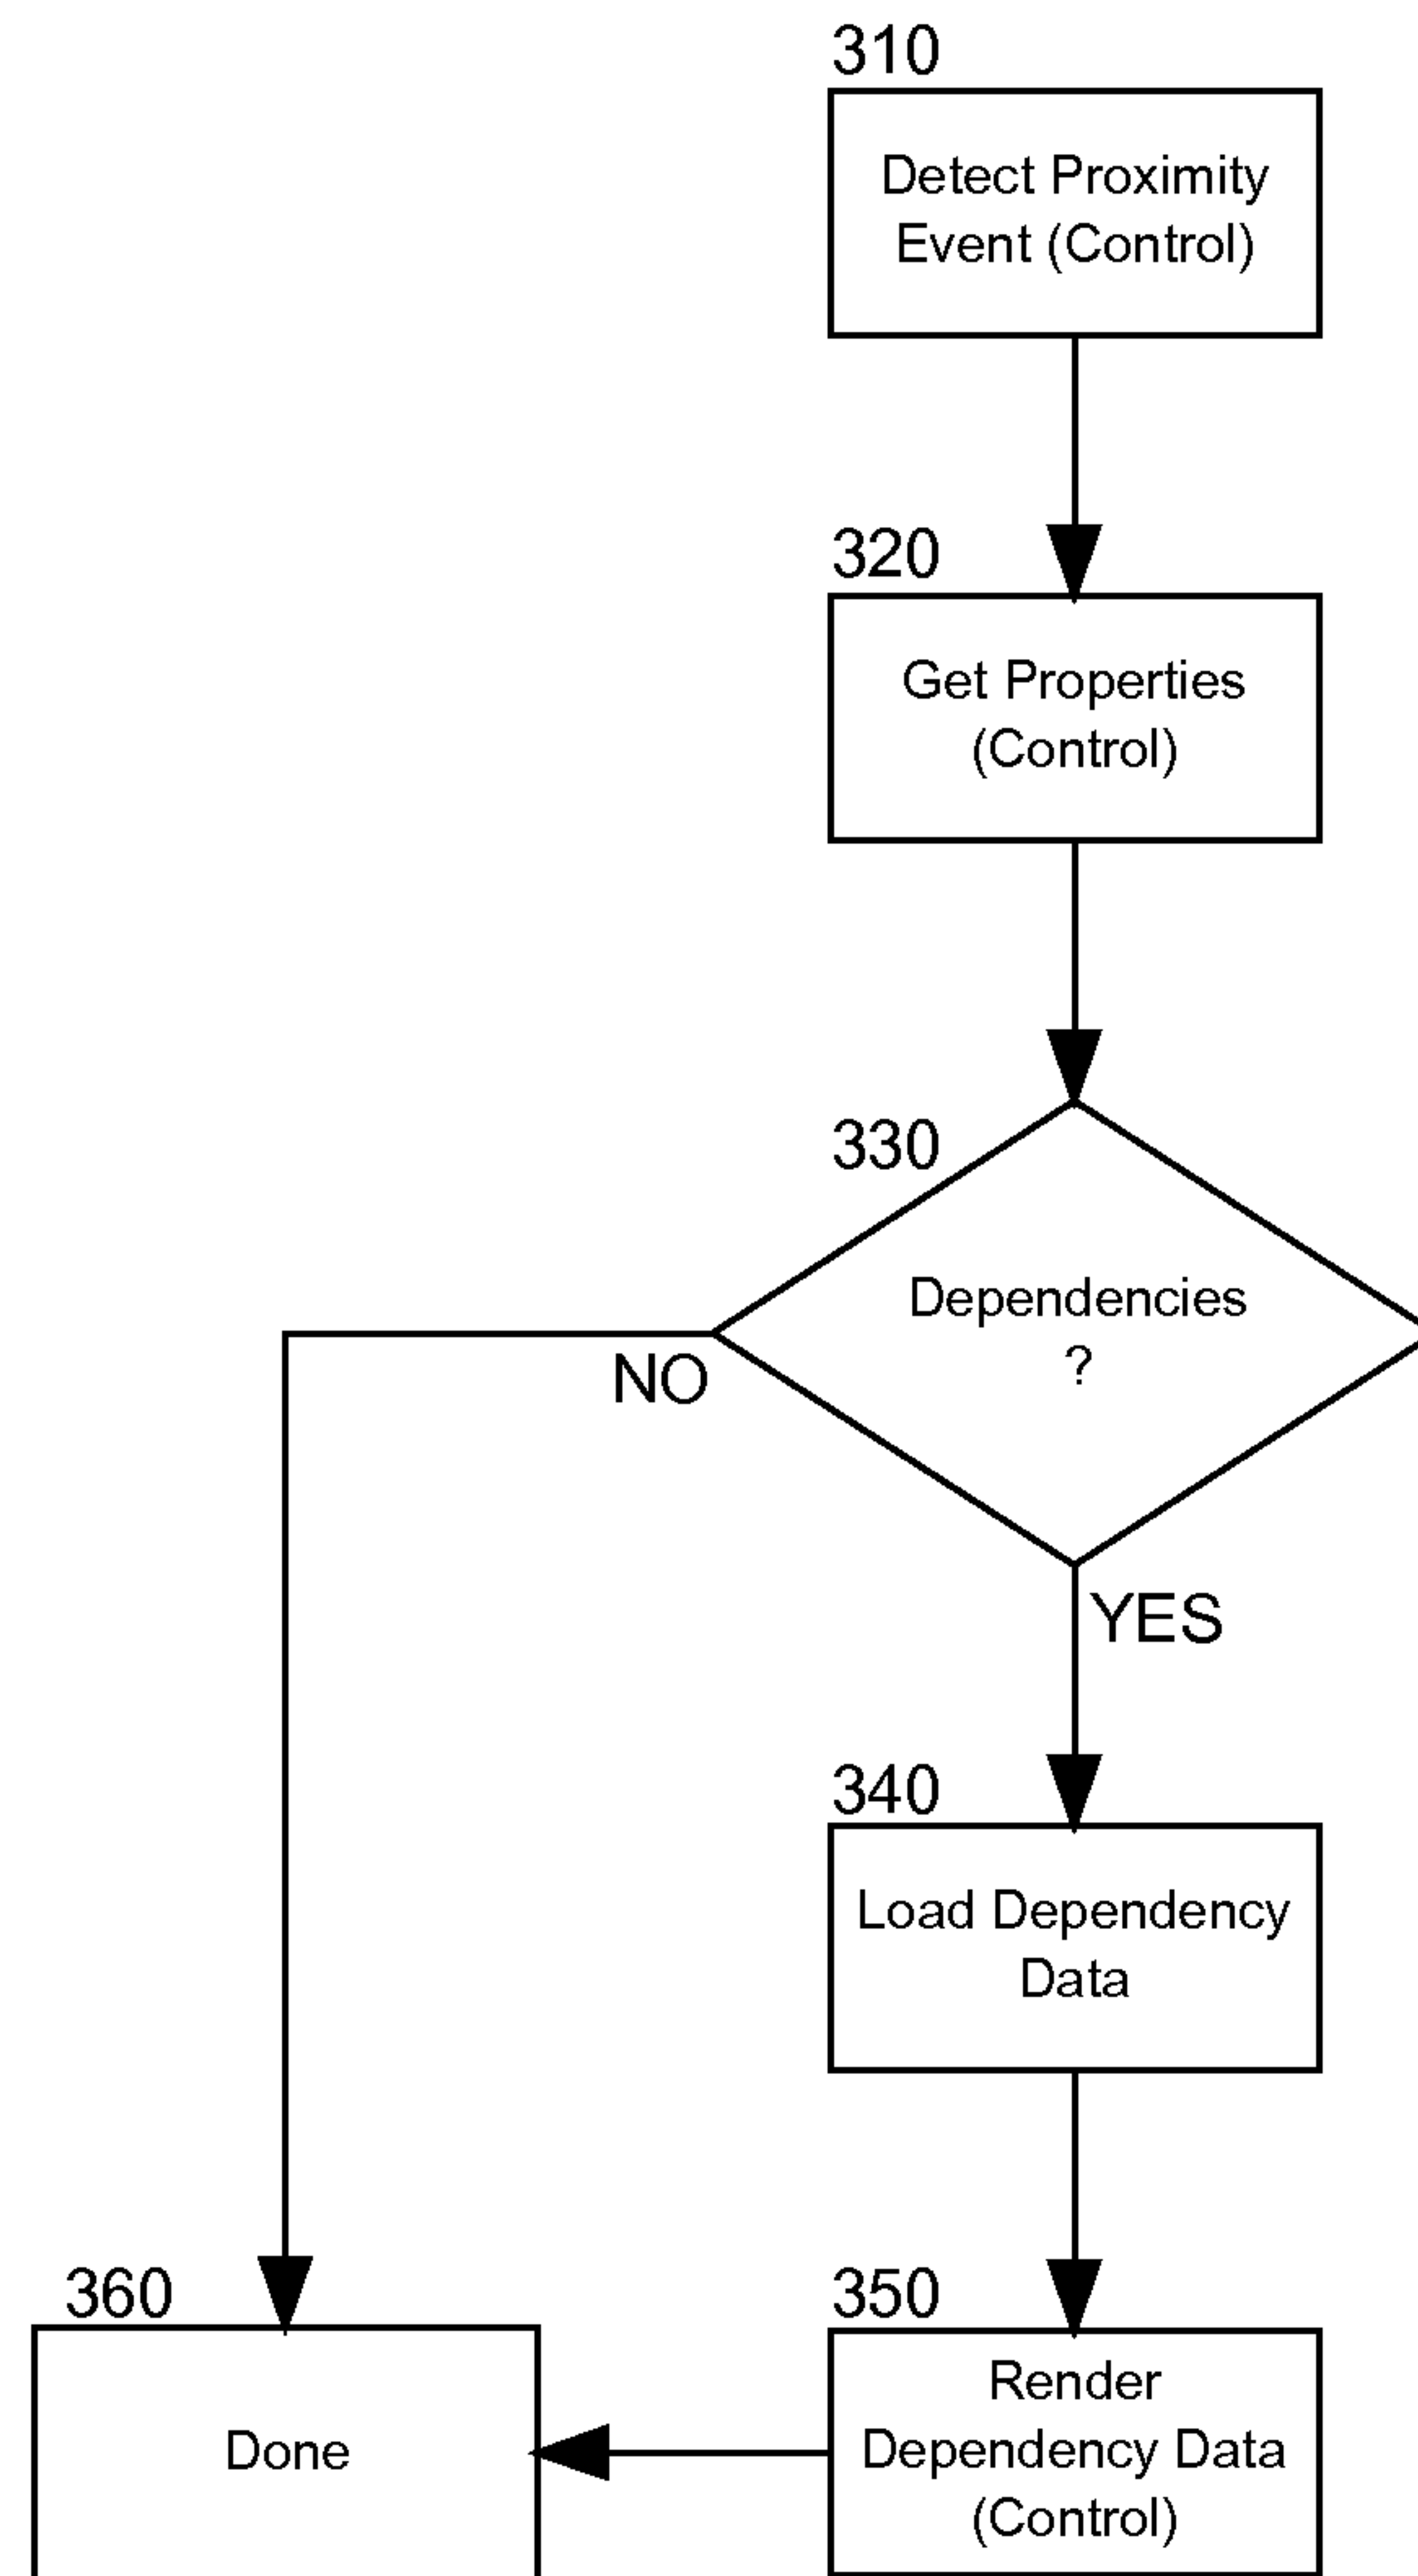 310
Detect Proximity
Event (Control)
320
Get Properties
(Control)
330
Dependencies
?
NO
YES
340
Load Dependency
Data
360
Done
350
Render
Dependency Data
(Control)